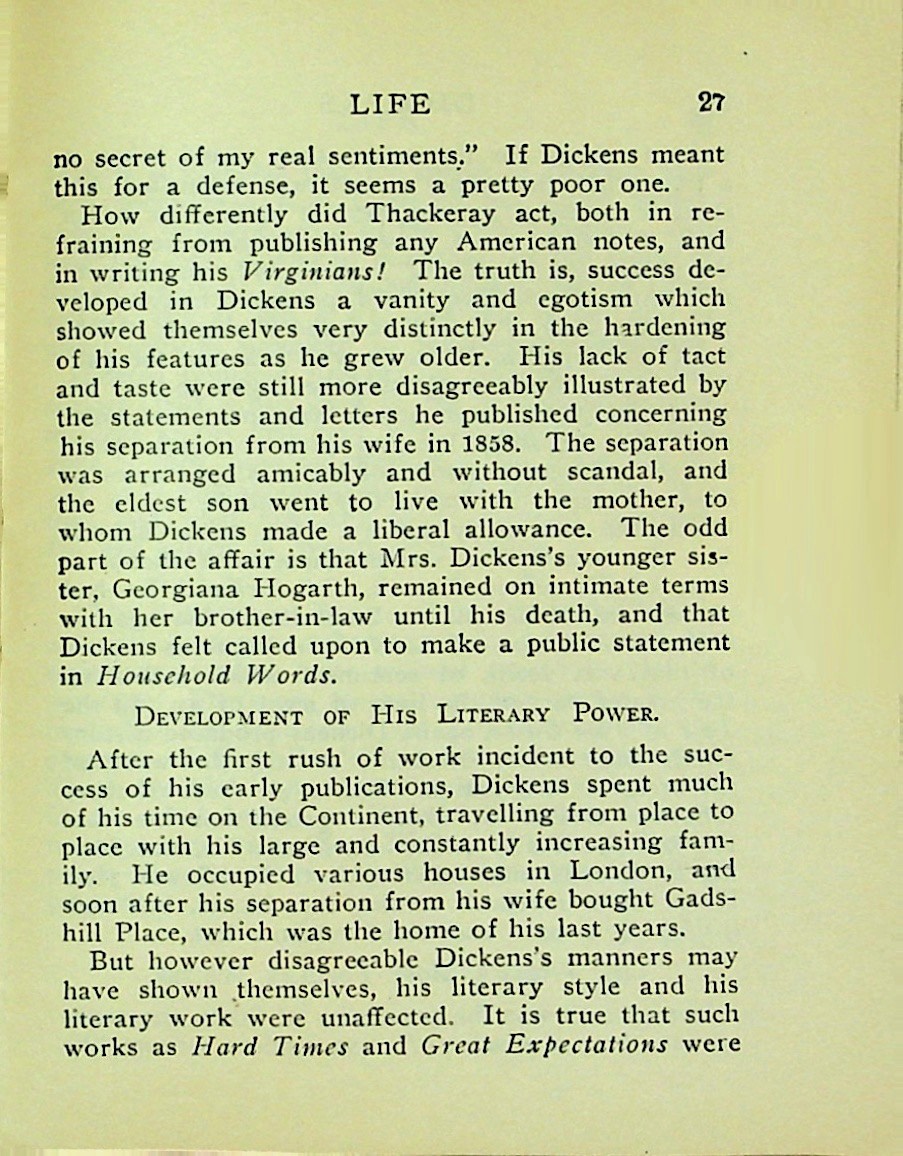 LIFE 27
no secret of my real sentiments.” If Dickens meant
this for a defense, it seems a pretty poor one.
How differently did Thackeray act, both in re-
fraining from publishing any American notes, and
in writing his Virginians! The truth is, success de-
veloped in Dickens a vanity and egotism which
showed themselves very distinctly in the hardening
of his features as he grew older. His lack of tact
and taste were still more disagreeably illustrated by
the statements and letters he published concerning
his separation from his wife in 1858. The separation
was arranged amicably and without scandal, and
the eldest son went to live with the mother, to
whom Dickens made a liberal allowance. The odd
part of the affair is that Mrs. Dickens’s younger sis-
ter, Georgiana Hogarth, remained on intimate terms
with her brother-in-law until his death, and that
Dickens felt called upon to make a public statement
in Household Words.
DEVELOPMENT OF HIS LITERARY POWER.
After the first rush of work incident to the suc-
cess of his early publications, Dickens spent much
of his time on the Continent, travelling from place to
place with his large and constantly increasing fam-
ily. He occupied various houses in London, and
soon after his separation from his wife bought Gads-
hill Place, which was the home of his last years.
But however disagreeable Dickens’s manners may
have shown themselves, his literary style and his
literary work were unaffected. It is true that such
works as Hard Times and Great Expectations were